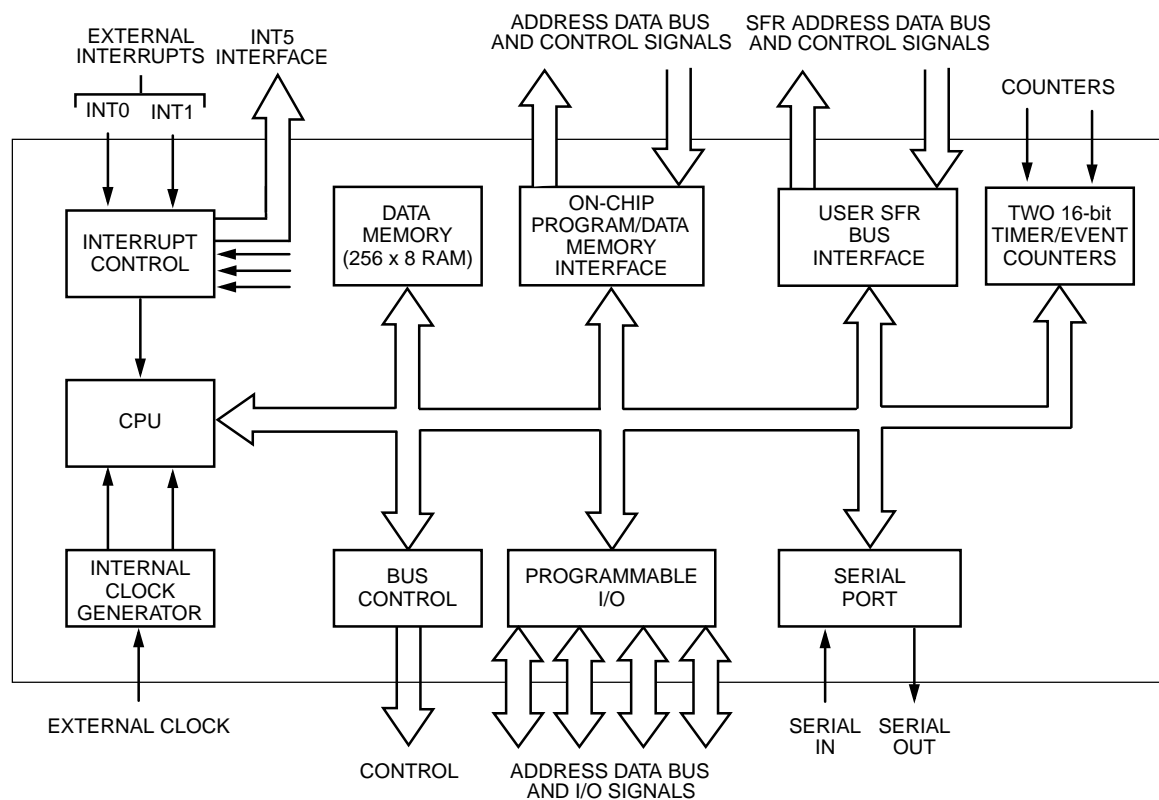 EXTERNAL
INTERRUPTS
INT0
INT1
INT5
INTERFACE
ADDRESS DATA BUS
AND CONTROL SIGNALS
SFR ADDRESS DATA BUS
AND CONTROL SIGNALS
COUNTERS
INTERRUPT
CONTROL
DATA
MEMORY
(256 x 8 RAM)
ON-CHIP
PROGRAM/DATA
MEMORY
INTERFACE
USER SFR
BUS
INTERFACE
TWO 16-bit
TIMER/EVENT
COUNTERS
CPU
INTERNAL
CLOCK
GENERATOR
BUS
CONTROL
PROGRAMMABLE
I/O
SERIAL
PORT
EXTERNAL CLOCK
CONTROL
ADDRESS DATA BUS
AND I/O SIGNALS
SERIAL
IN
SERIAL
OUT